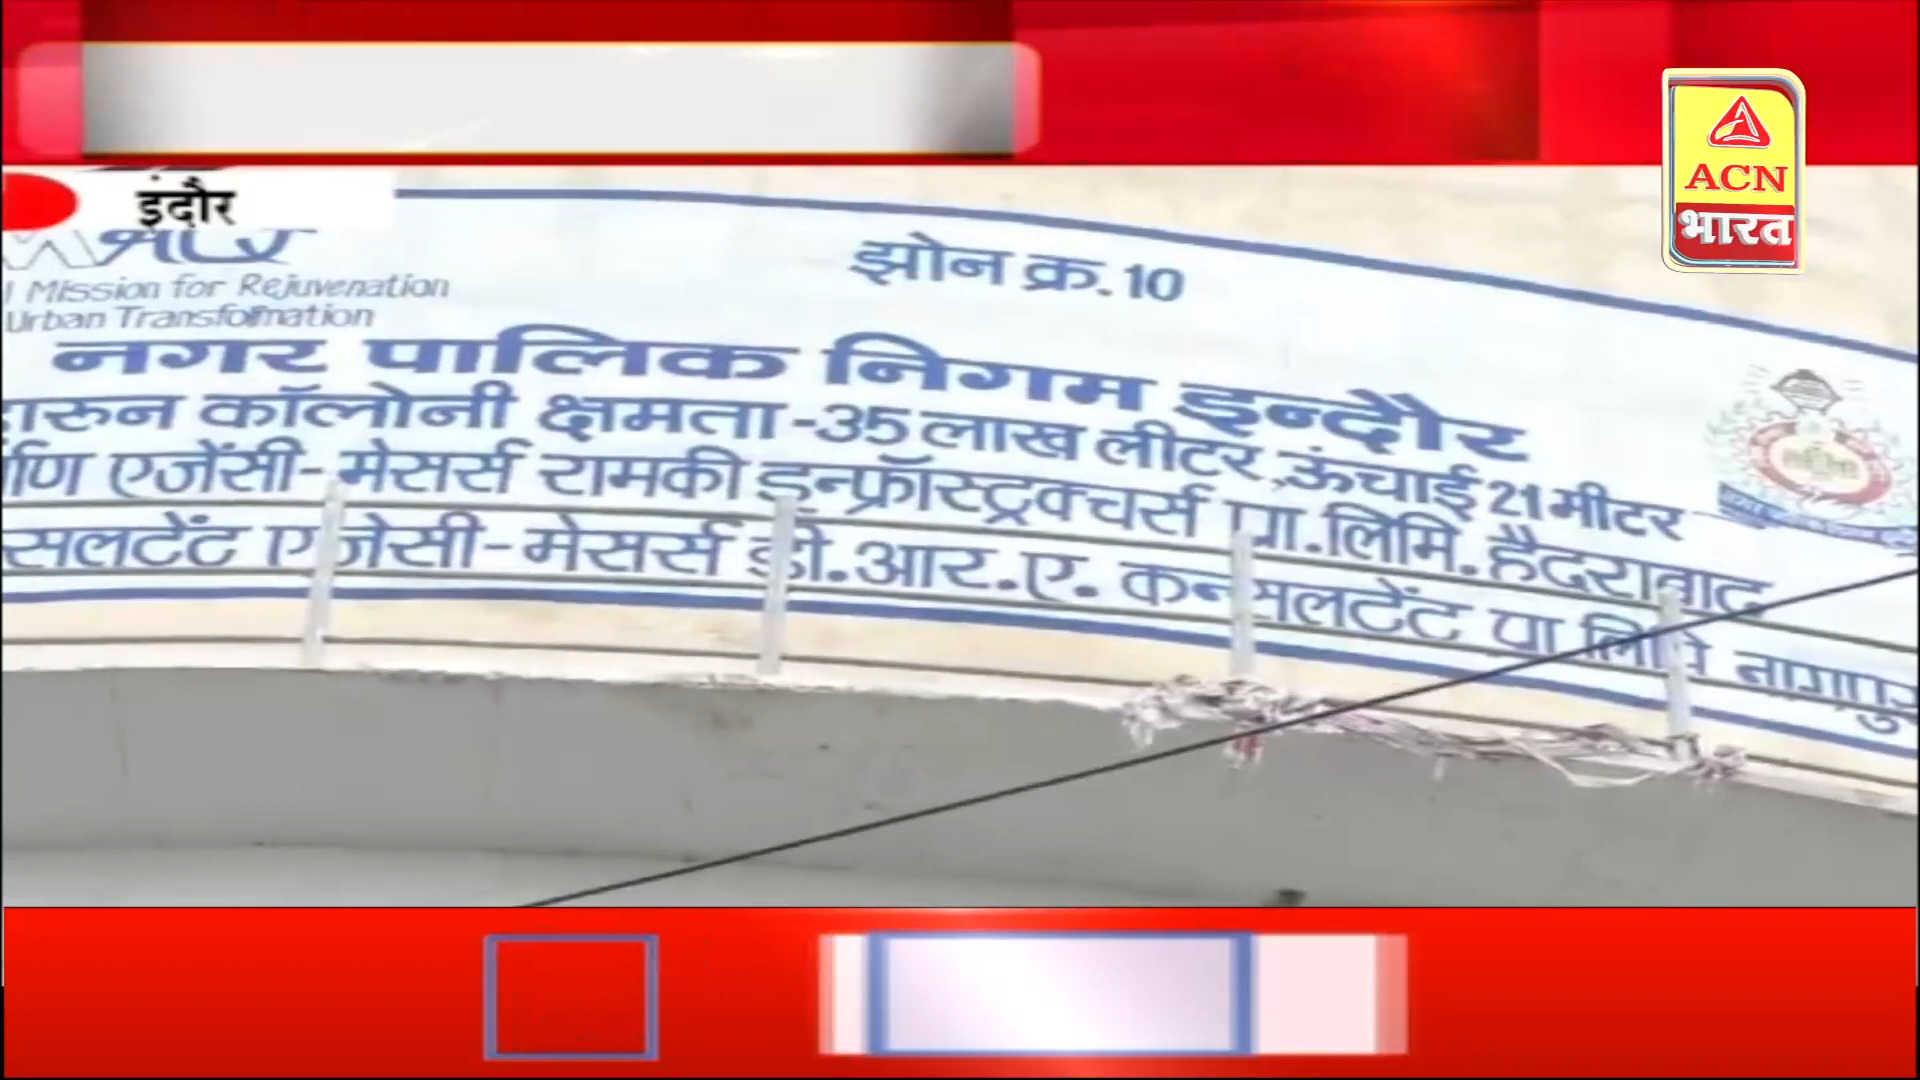 इंदौर
ACN
भारत
Mission for Rejuvenation
Urban Transformation
झोन क्र. 10
नगर पालिक निगम इन्दौर
हारुन कॉलोनी क्षमता -35 लाख लीटर, ऊंचाई 21 मीटर
एजेंसी- मेसर्स रामकी इन्फ्रॉस्ट्रक्चर्स प्रा.लिमि. हैदराबाद
एजेंसी-मेसर्स डी.आर.ए. कन्सलटेंट